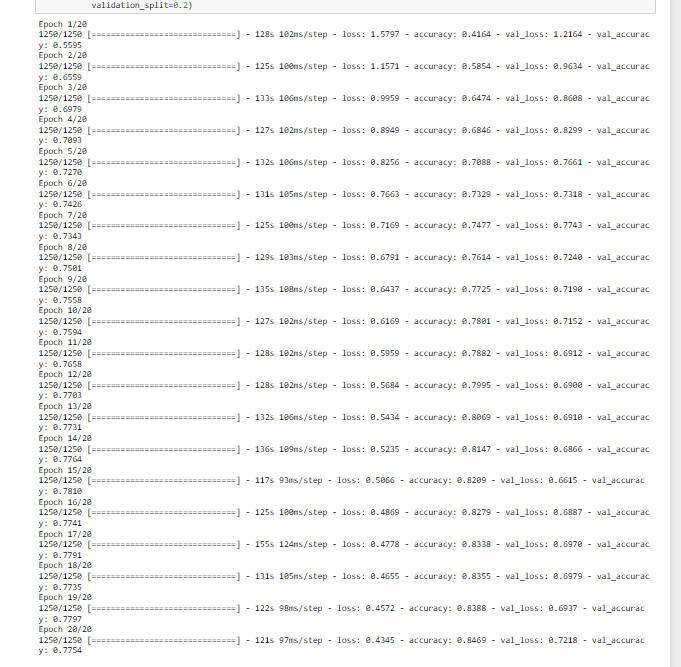 validation_split=0.2)
Epoch 1/20
1250/1250 [==============================] - 128s 102ms/step - loss: 1.5797 - accuracy: 0.4164 - val_loss: 1.2164 - val_accurac
y: 0.5595
Epoch 2/20
1250/1250 [==============================] - 125s 100ms/step - loss: 1.1571 - accuracy: 0.5854 - val_loss: 0.9634 - val_accurac
y: 0.6559
Epoch 3/20
1250/1250 [==============================] - 133s 106ms/step - loss: 0.9959 - accuracy: 0.6474 - val_loss: 0.8608 - val_accurac
y: 0.6979
Epoch 4/20
1250/1250 [==============================] - 127s 102ms/step - loss: 0.8949 - accuracy: 0.6846 - val_loss: 0.8299 - val_accurac
y: 0.7093
Epoch 5/20
1250/1250 [==============================] - 132s 106ms/step - loss: 0.8256 - accuracy: 0.7088 - val_loss: 0.7661 - val_accurac
y: 0.7270
Epoch 6/20
1250/1250 [==============================] - 131s 105ms/step - loss: 0.7663 - accuracy: 0.7329 - val_loss: 0.7318 - val_accurac
y: 0.7426
Epoch 7/20
1250/1250 [==============================] - 125s 100ms/step - loss: 0.7169 - accuracy: 0.7477 - val_loss: 0.7743 - val_accurac
y: 0.7343
Epoch 8/20
1250/1250 [==============================] - 129s 103ms/step - loss: 0.6791 - accuracy: 0.7614 - val_loss: 0.7240 - val_accurac
y: 0.7501
Epoch 9/20
1250/1250 [==============================] - 135s 108ms/step - loss: 0.6437 - accuracy: 0.7725 - val_loss: 0.7190 - val_accurac
y: 0.7558
Epoch 10/20
1250/1250 [==============================] - 127s 102ms/step - loss: 0.6169 - accuracy: 0.7801 - val_loss: 0.7152 - val_accurac
y: 0.7594
Epoch 11/20
1250/1250 [==============================] - 128s 102ms/step - loss: 0.5959 - accuracy: 0.7882 - val_loss: 0.6912 - val_accurac
y: 0.7658
Epoch 12/20
1250/1250 [==============================] - 128s 102ms/step - loss: 0.5684 - accuracy: 0.7995 - val_loss: 0.6900 - val_accurac
y: 0.7703
Epoch 13/20
1250/1250 [==============================] - 132s 106ms/step - loss: 0.5434 - accuracy: 0.8069 - val_loss: 0.6910 - val_accurac
y: 0.7731
Epoch 14/20
1250/1250 [==============================] - 136s 109ms/step - loss: 0.5235 - accuracy: 0.8147 - val_loss: 0.6866 - val_accurac
y: 0.7764
Epoch 15/20
1250/1250 [==============================] - 117s 93ms/step - loss: 0.5066 - accuracy: 0.8209 - val_loss: 0.6615 - val_accurac
y: 0.7810
Epoch 16/20
1250/1250 [==============================] - 125s 100ms/step - loss: 0.4869 - accuracy: 0.8279 - val_loss: 0.6887 - val_accurac
y: 0.7741
Epoch 17/20
1250/1250 [==============================] - 155s 124ms/step - loss: 0.4778 - accuracy: 0.8338 - val_loss: 0.6970 - val_accurac
y: 0.7791
Epoch 18/20
1250/1250 [==============================] - 131s 105ms/step - loss: 0.4655 - accuracy: 0.8355 - val_loss: 0.6979 - val_accurac
y: 0.7735
Epoch 19/20
1250/1250 [==============================] - 122s 98ms/step - loss: 0.4572 - accuracy: 0.8388 - val_loss: 0.6937 - val_accurac
y: 0.7797
Epoch 20/20
1250/1250 [==============================] - 121s 97ms/step - loss: 0.4345 - accuracy: 0.8469 - val_loss: 0.7218 - val_accurac
y: 0.7754